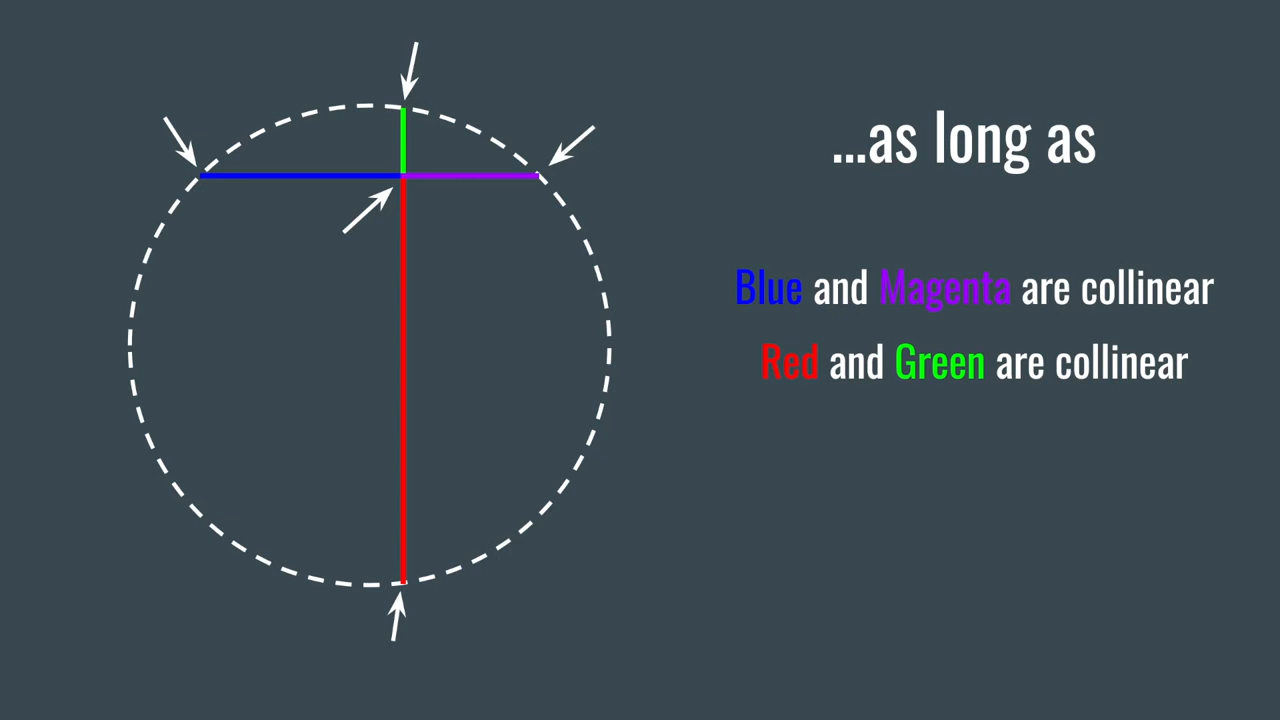 ...as long as
Blue and Magenta are collinear
Red and Green are collinear